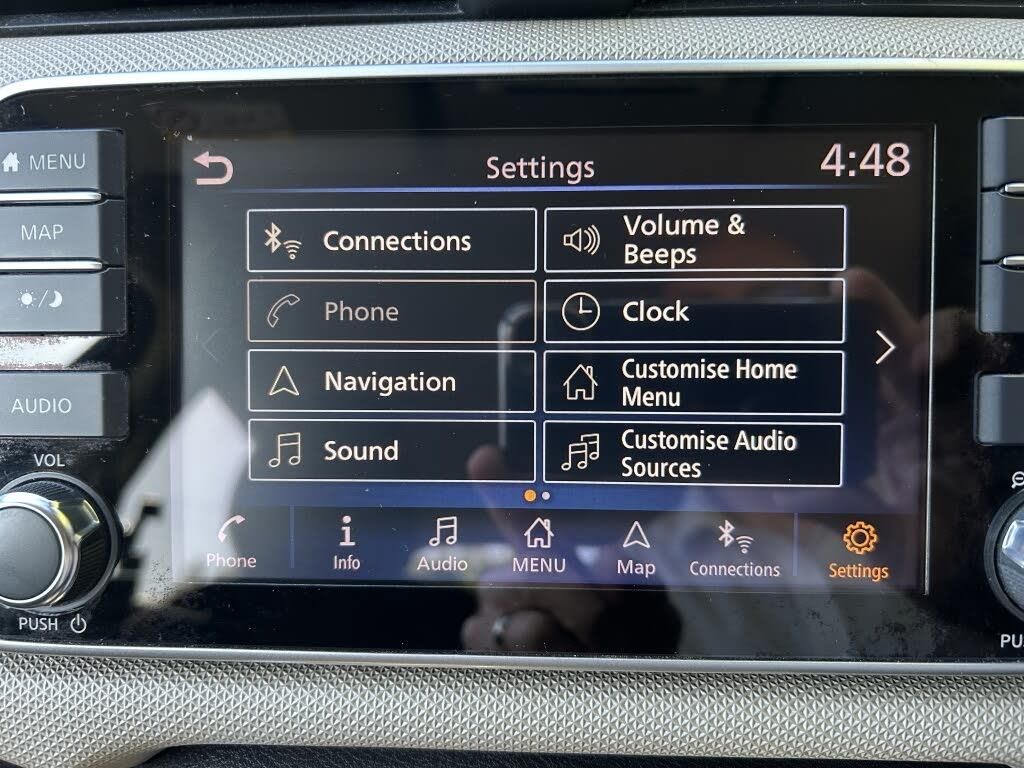 MENU
MAP
AUDIO
VOL
PUSH
Settings
4:48
Connections
Volume &
Beeps
Phone
Clock
Navigation
Customise Home
Menu
Sound
Customise Audio
Sources
Phone
Info
Audio
MENU
Map
Connections
Settings